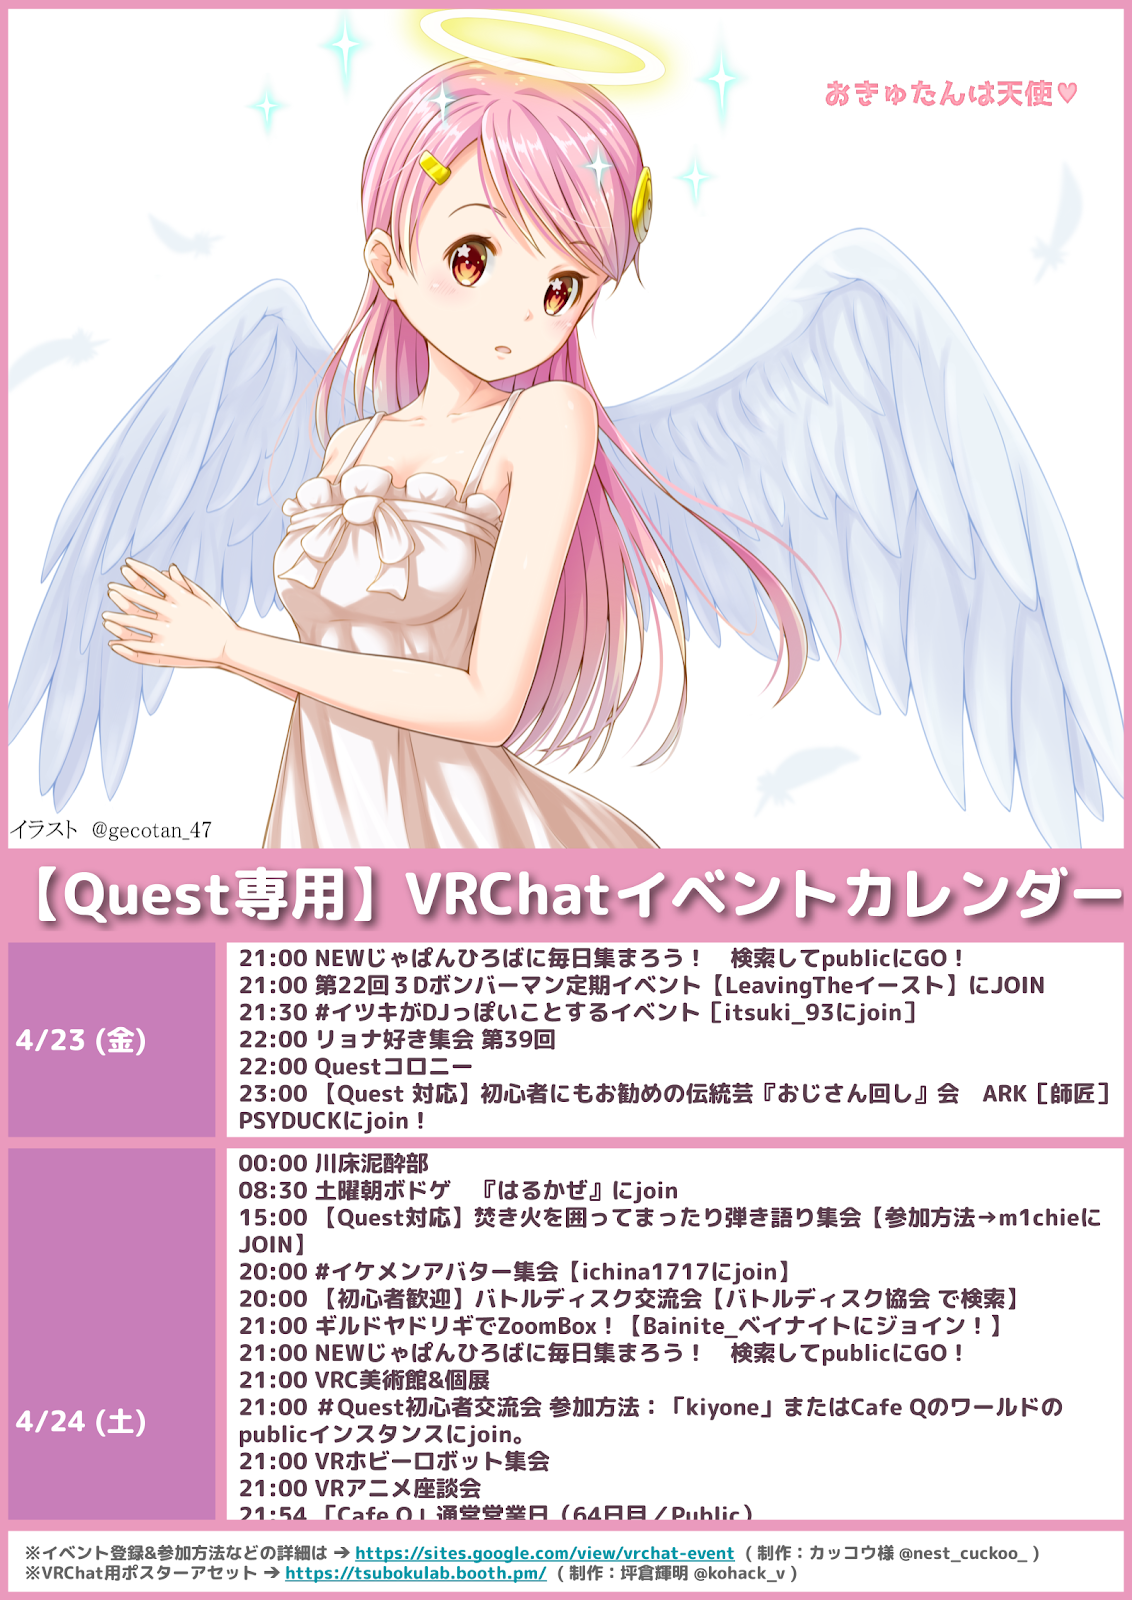 おきゅたんは天使♥
イラスト @gecotan_47
【Quest専用】VRChatイベントカレンダー
4/23 (金)
21:00 NEWじゃぱんひろばに毎日集まろう！　検索してpublicにGO！
21:00 第22回３Dボンバーマン定期イベント【LeavingTheイースト】にJOIN
21:30 #イツキがDJっぽいことするイベント［itsuki_93にjoin］
22:00 リョナ好き集会 第39回
22:00 Questコロニー
23:00 【Quest 対応】初心者にもお勧めの伝統芸『おじさん回し』会　ARK［師匠］
PSYDUCKにjoin！
4/24 (土)
00:00 川床泥酔部
08:30 土曜朝ボドゲ　『はるかぜ』にjoin
15:00 【Quest対応】焚き火を囲ってまったり弾き語り集会【参加方法→m1chieに
JOIN】
20:00 #イケメンアバター集会【ichina1717にjoin】
20:00 【初心者歓迎】バトルディスク交流会【バトルディスク協会 で検索】
21:00 ギルドヤドリギでZoomBox！【Bainite_ベイナイトにジョイン！】
21:00 NEWじゃぱんひろばに毎日集まろう！　検索してpublicにGO！
21:00 VRC美術館&個展
21:00 ＃Quest初心者交流会 参加方法：「kiyone」またはCafe Qのワールドの
publicインスタンスにjoin。
21:00 VRホビーロボット集会
21:00 VRアニメ座談会
21:54 「Cafe Q」通常営業日（64日目／Public）
※イベント登録&参加方法などの詳細は ➔ https://sites.google.com/view/vrchat-event （ 制作：カッコウ様 @nest_cuckoo_ ）
※VRChat用ポスターアセット ➔ https://tsubokulab.booth.pm/ （ 制作：坪倉輝明 @kohack_v ）